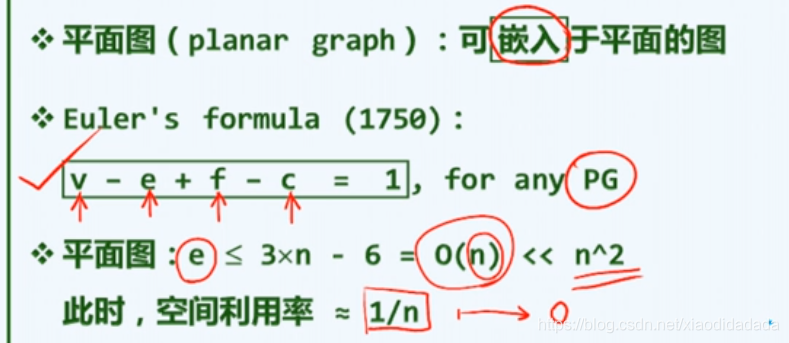 ❖ 平面图(planar graph):可嵌入于平面的图
❖ Euler's formula (1750):
v - e + f - c = 1, for any PG
❖ 平面图:e ≤ 3×n - 6 = O(n) << n^2
此时,空间利用率 ≈ 1/n → 0
https://blog.csdn.net/xiaodidadada